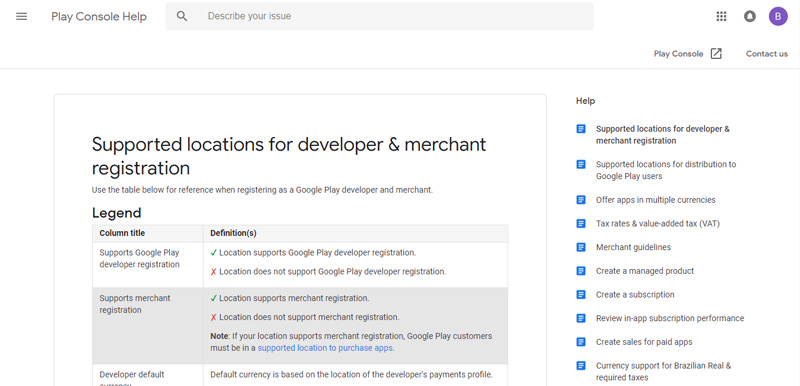 Play Console Help
Describe your issue
B
Play Console
Contact us
Supported locations for developer & merchant
registration
Use the table below for reference when registering as a Google Play developer and merchant.
Legend
Column title Definition(s)
Supports Google Play
developer registration
✓ Location supports Google Play developer registration.
✗ Location does not support Google Play developer registration.
Supports merchant
registration
✓ Location supports merchant registration.
✗ Location does not support merchant registration.
Note: If your location supports merchant registration, Google Play customers
must be in a supported location to purchase apps.
Developer default
currency
Default currency is based on the location of the developer's payments profile.
Help
Supported locations for developer &
merchant registration
Supported locations for distribution to
Google Play users
Offer apps in multiple currencies
Tax rates & value-added tax (VAT)
Merchant guidelines
Create a managed product
Create a subscription
Review in-app subscription performance
Create sales for paid apps
Currency support for Brazilian Real &
required taxes